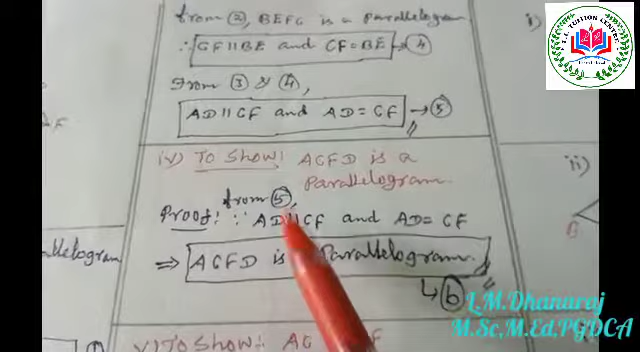 from ②, BEFC is a Parallelogram
∴ CF||BE and CF=BE → ④
From ③ & ④,
AD||CF and AD=CF → ⑤
iv) To Show: ACFD is a
Parallelogram.
from ⑤,
Proof: ∵ AD||CF and AD=CF
⇒ ACFD is Parallelogram.
↳ ⑥
v) To Show: AC
F
i)
ii)
B
TUITION CENTRE
L.M.Dhanuraj
M.Sc,M.Ed,PGDCA